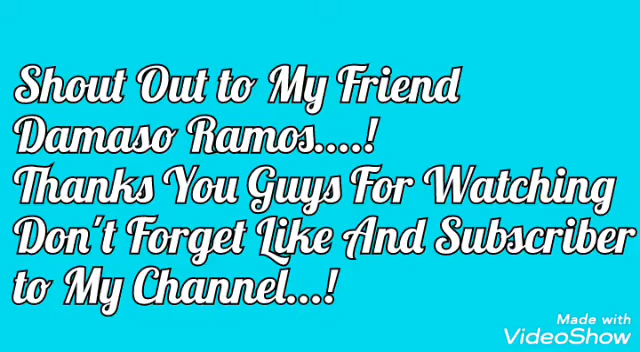 Shout Out to My Friend
Damaso Ramos....!
Thanks You Guys For Watching
Don't Forget Like And Subscriber
to My Channel...!
Made with
VideoShow